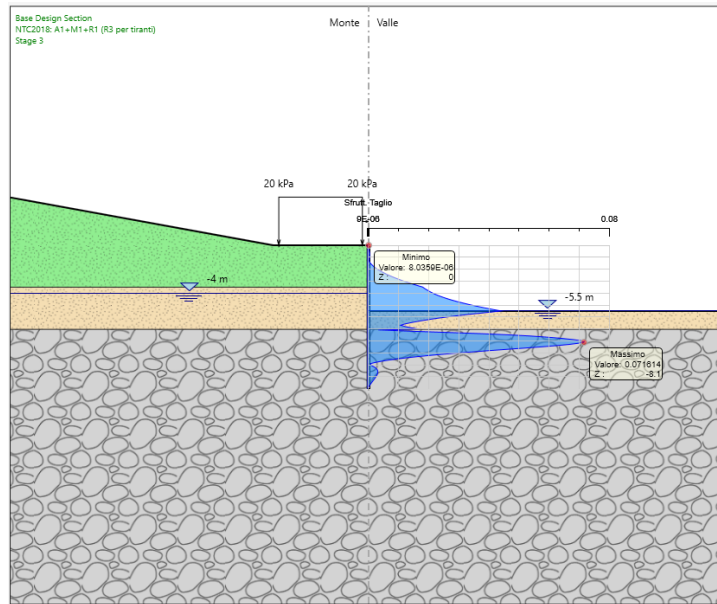 Base Design Section
NTC2018: A1+M1+R1 (R3 per tiranti)
Stage 3
Monte Valle
20 kPa 20 kPa
Sfrutt. Taglio
9E-06 0.08
Minimo
Valore: 8.0359E-06
Z : 0
-4 m
-5.5 m
Massimo
Valore: 0.071614
Z : -8.1